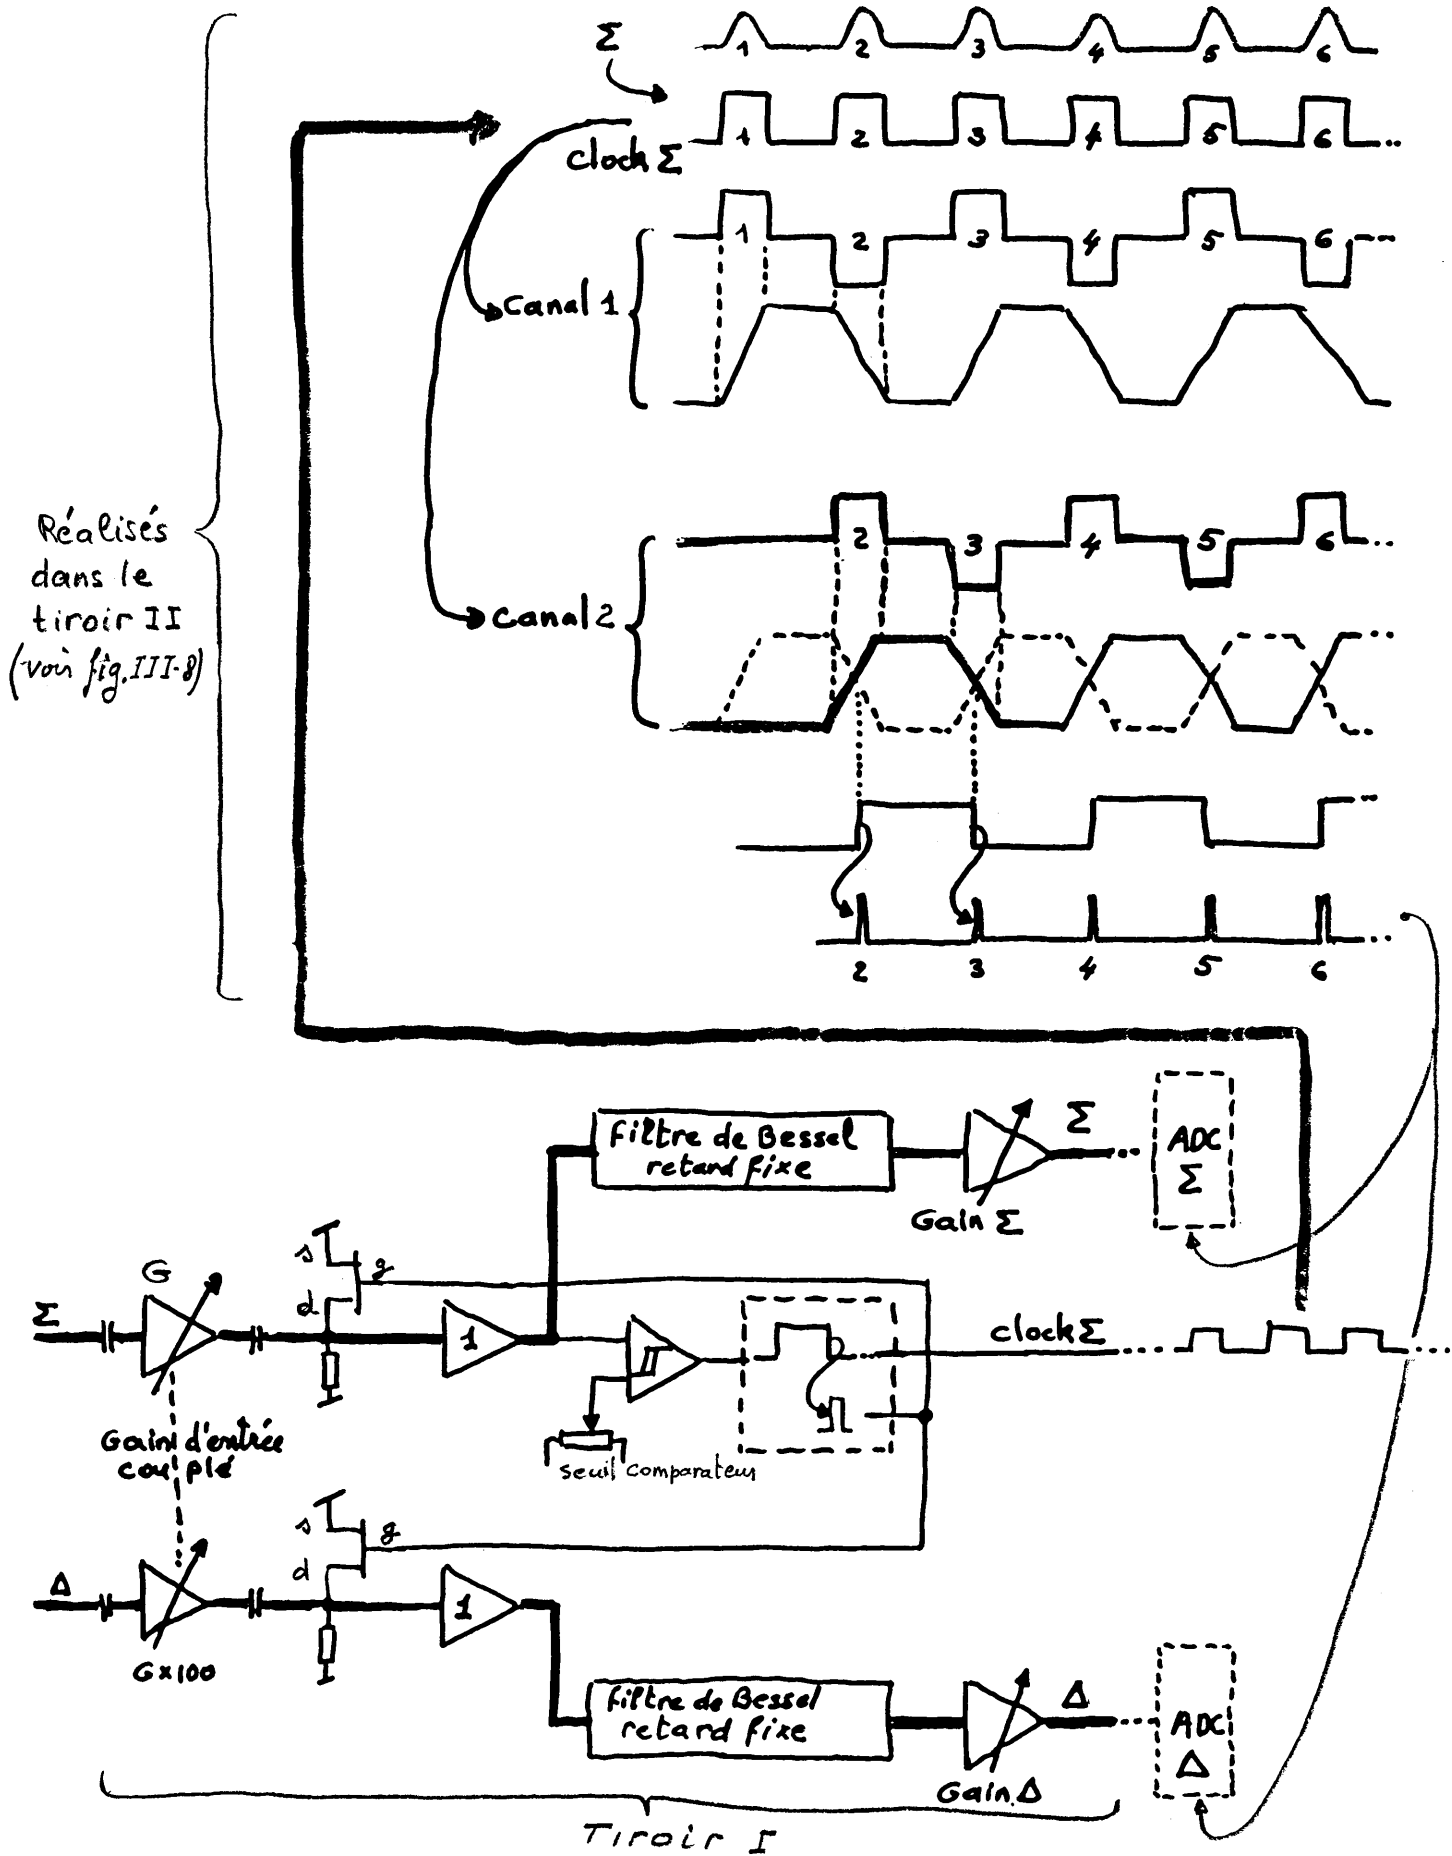 1 2 3 4 5 6
Σ
1 2 3 4 5 6
Clock Σ
1 2 3 4 5 6
Canal 1
2 3 4 5 6
Réalisés
dans le
tiroir II
(voir fig. III-8)
Canal 2
2 3 4 5 6
Filtre de Bessel
retard fixe
Σ
ADC
Σ
Gain Σ
s
g
d
G
Σ
1
clock Σ
Gain d'entrée
couplé
seuil comparateur
s
g
d
Δ
1
G×100
Filtre de Bessel
retard fixe
Δ
ADC
Δ
Gain Δ
Tiroir I